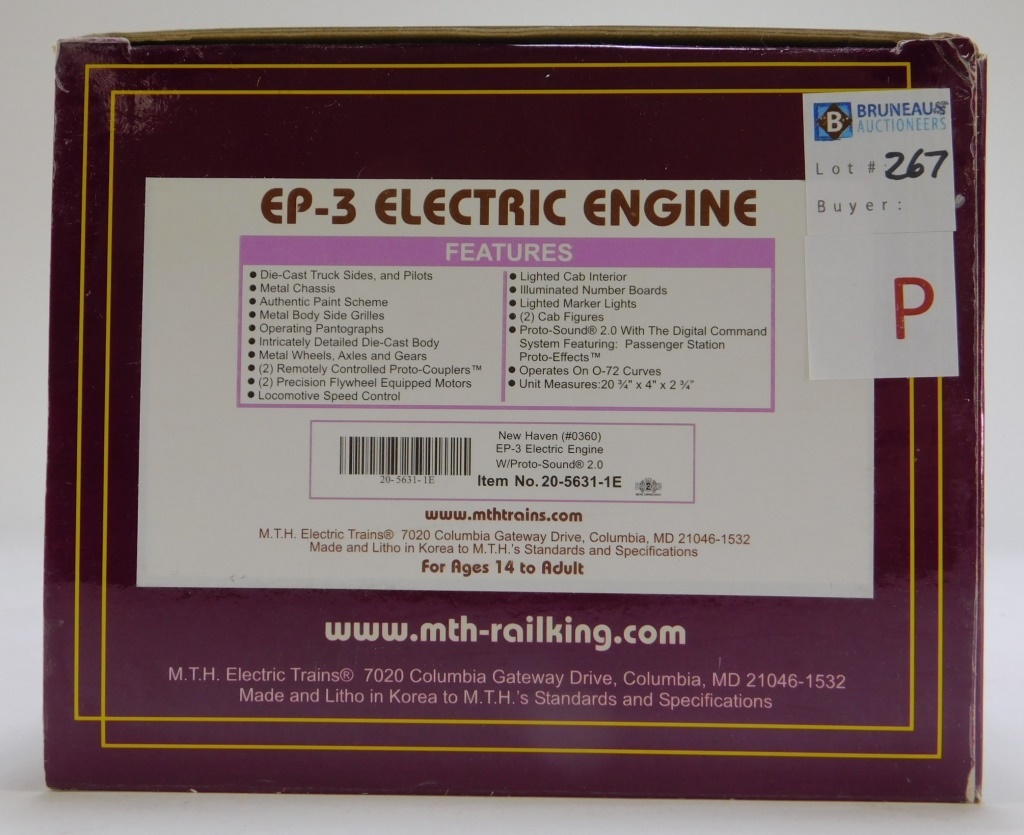 BRUNEAU &
AUCTIONEERS
Lot # 267
Buyer:
P
EP-3 ELECTRIC ENGINE
FEATURES
● Die-Cast Truck Sides, and Pilots
● Metal Chassis
● Authentic Paint Scheme
● Metal Body Side Grilles
● Operating Pantographs
● Intricately Detailed Die-Cast Body
● Metal Wheels, Axles and Gears
● (2) Remotely Controlled Proto-Couplers™
● (2) Precision Flywheel Equipped Motors
● Locomotive Speed Control
● Lighted Cab Interior
● Illuminated Number Boards
● Lighted Marker Lights
● (2) Cab Figures
● Proto-Sound® 2.0 With The Digital Command
System Featuring: Passenger Station
Proto-Effects™
● Operates On O-72 Curves
● Unit Measures:20 ¾" x 4" x 2 ¾"
20-5631-1E
New Haven (#0360)
EP-3 Electric Engine
W/Proto-Sound® 2.0
Item No. 20-5631-1E
www.mthtrains.com
M.T.H. Electric Trains® 7020 Columbia Gateway Drive, Columbia, MD 21046-1532
Made and Litho in Korea to M.T.H.'s Standards and Specifications
For Ages 14 to Adult
www.mth-railking.com
M.T.H. Electric Trains® 7020 Columbia Gateway Drive, Columbia, MD 21046-1532
Made and Litho in Korea to M.T.H.'s Standards and Specifications